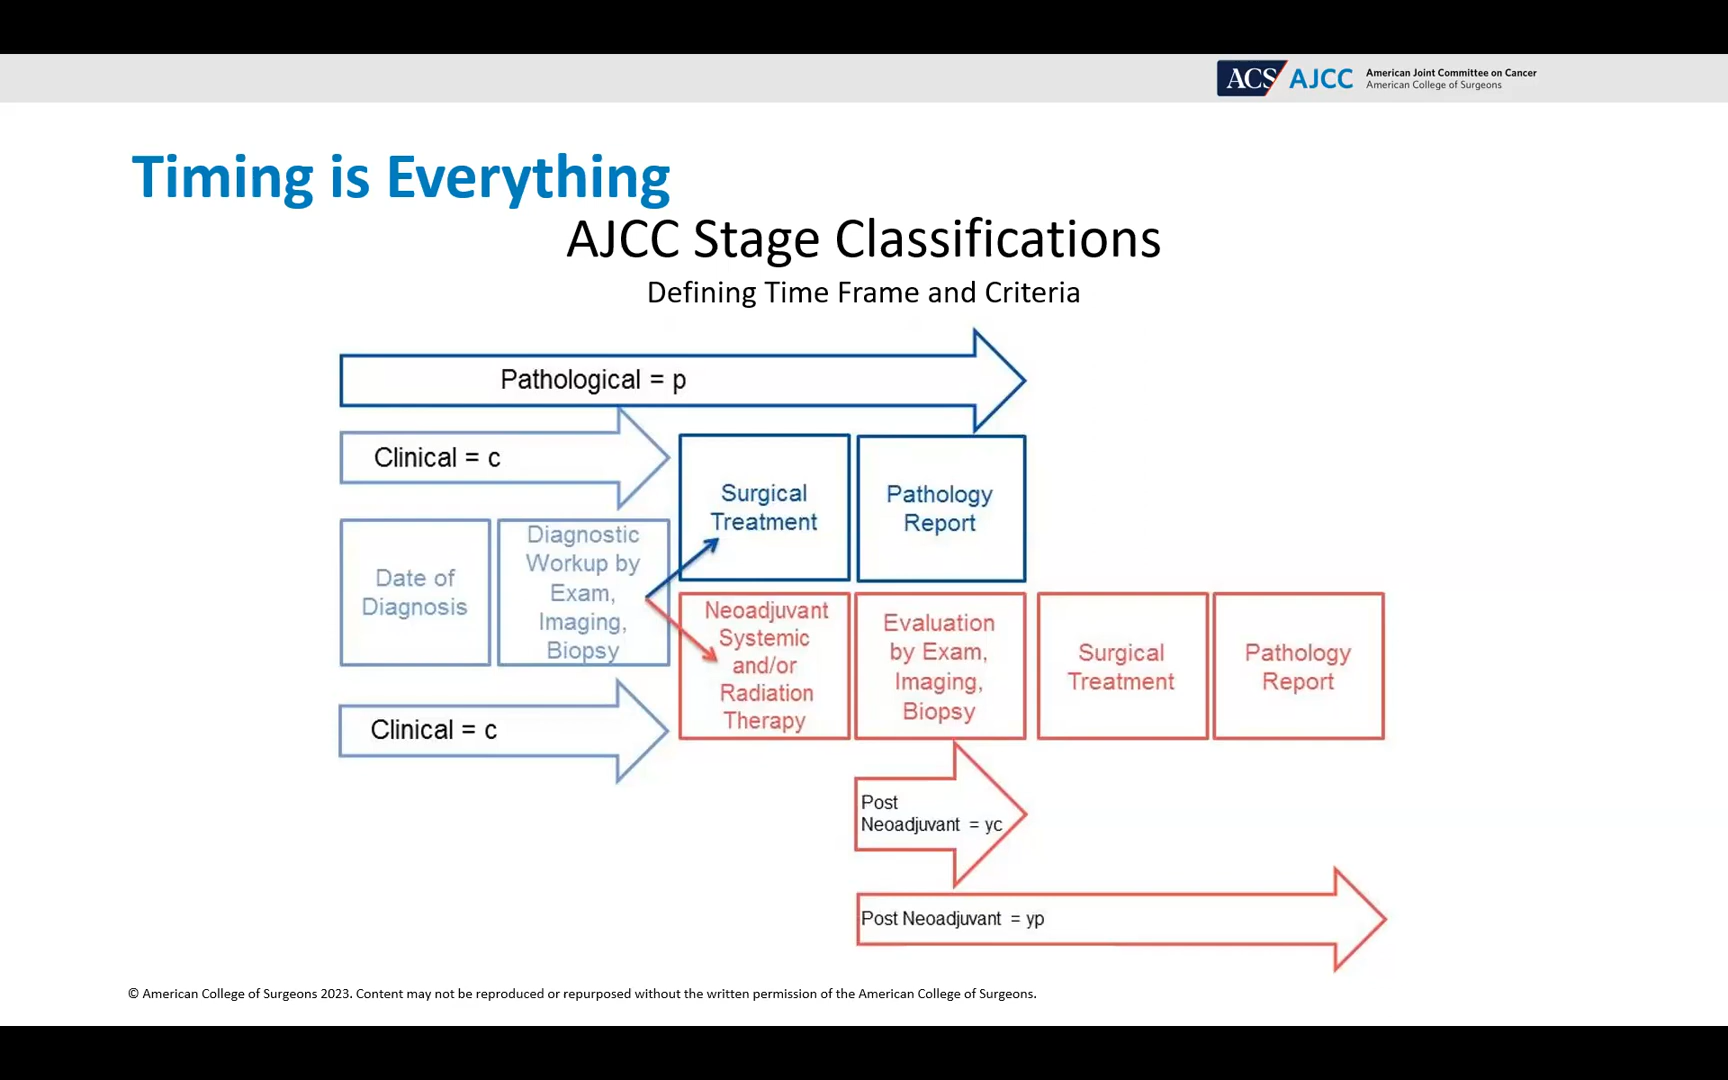 ACS AJCC American Joint Committee on Cancer
American College of Surgeons
Timing is Everything
AJCC Stage Classifications
Defining Time Frame and Criteria
Pathological = p
Clinical = c
Date of
Diagnosis
Diagnostic
Workup by
Exam,
Imaging,
Biopsy
Surgical
Treatment
Pathology
Report
Neoadjuvant
Systemic
and/or
Radiation
Therapy
Evaluation
by Exam,
Imaging,
Biopsy
Surgical
Treatment
Pathology
Report
Clinical = c
Post
Neoadjuvant = yc
Post Neoadjuvant = yp
© American College of Surgeons 2023. Content may not be reproduced or repurposed without the written permission of the American College of Surgeons.